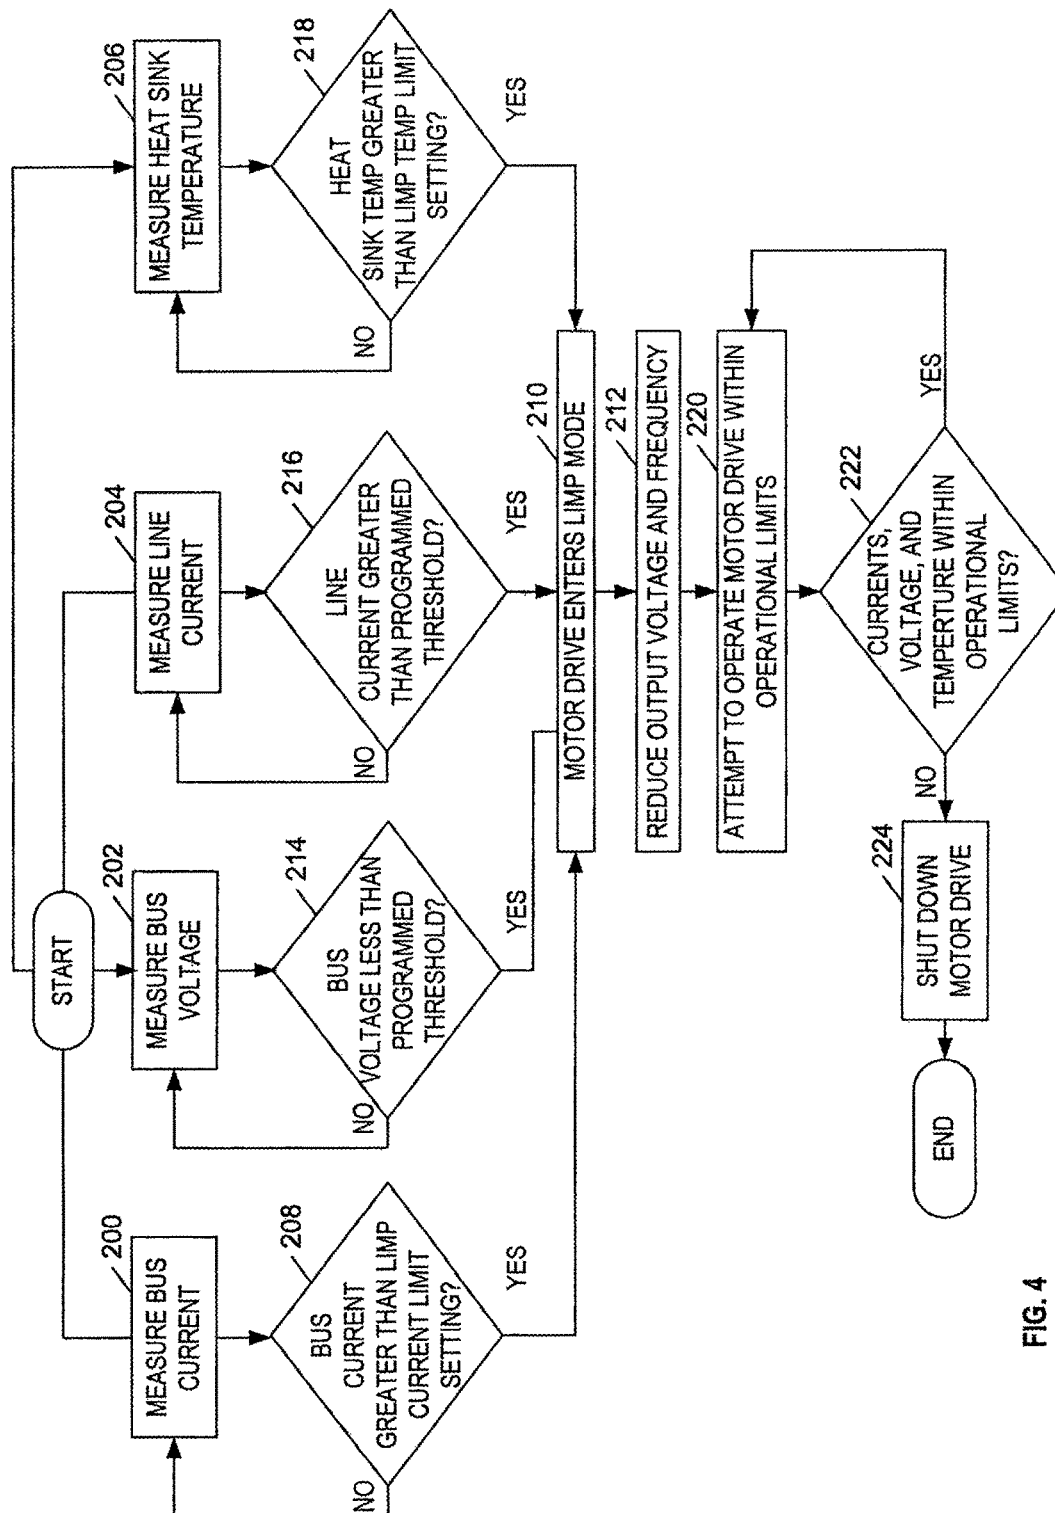 START
200
MEASURE BUS
CURRENT
202
MEASURE BUS
VOLTAGE
204
MEASURE LINE
CURRENT
206
MEASURE HEAT SINK
TEMPERATURE
208
BUS
CURRENT
GREATER THAN LIMP
CURRENT LIMIT
SETTING?
NO
YES
214
BUS
VOLTAGE LESS THAN
PROGRAMMED
THRESHOLD?
NO
YES
216
LINE
CURRENT GREATER
THAN PROGRAMMED
THRESHOLD?
NO
YES
218
HEAT
SINK TEMP GREATER
THAN LIMP TEMP LIMIT
SETTING?
NO
YES
210
MOTOR DRIVE ENTERS LIMP MODE
212
REDUCE OUTPUT VOLTAGE AND FREQUENCY
220
ATTEMPT TO OPERATE MOTOR DRIVE WITHIN
OPERATIONAL LIMITS
222
CURRENTS,
VOLTAGE, AND
TEMPERTURE WITHIN
OPERATIONAL
LIMITS?
YES
NO
224
SHUT DOWN
MOTOR DRIVE
END
FIG. 4